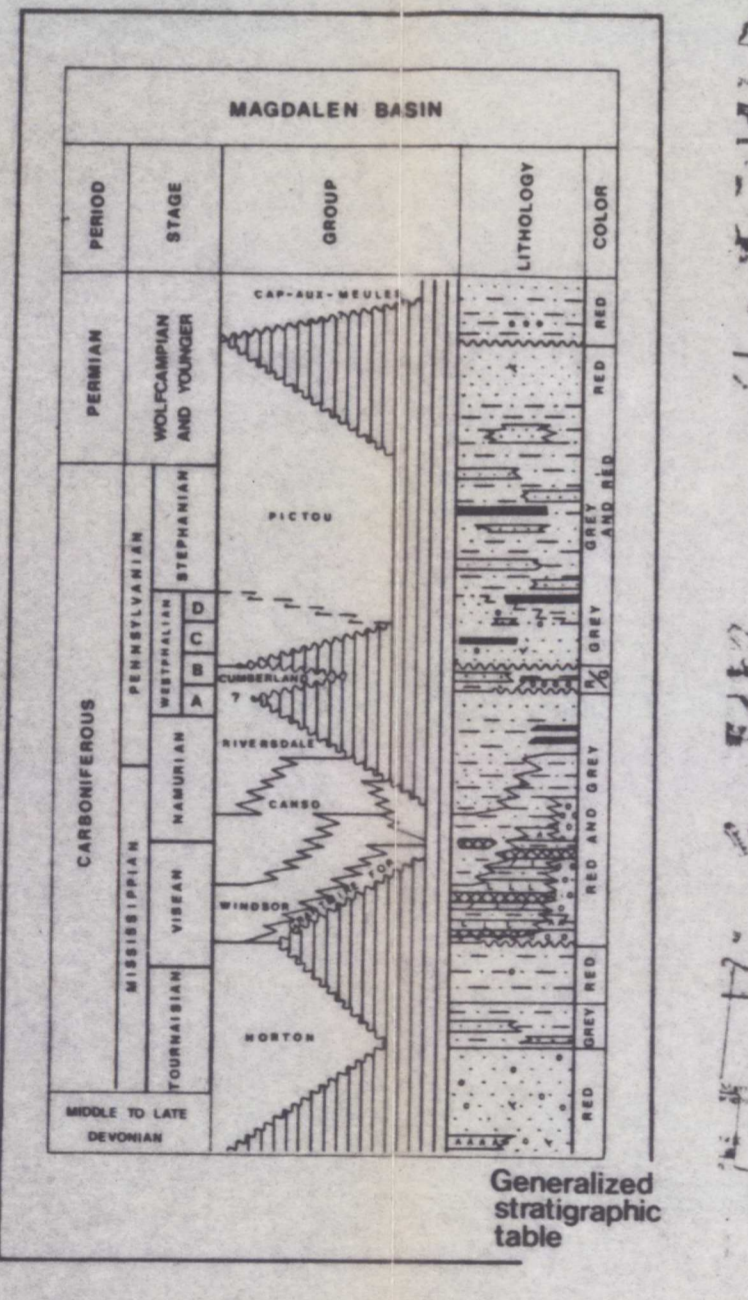 MAGDALEN BASIN
PERIOD
STAGE
GROUP
LITHOLOGY
COLOR
PERMIAN
WOLFCAMPIAN
AND YOUNGER
CAP-AUX-MEULES
RED
RED
CARBONIFEROUS
PENNSYLVANIAN
STEPHANIAN
PICTOU
GREY
AND RED
WESTPHALIAN
D
C
B
A
GREY
CUMBERLAND
R/G
?
RIVERSDALE
MISSISSIPPIAN
NAMURIAN
CANSO
RED AND GREY
VISEAN
WINDSOR
FOR
TOURNAISIAN
HORTON
RED
GREY
RED
MIDDLE TO LATE
DEVONIAN
Generalized
stratigraphic
table